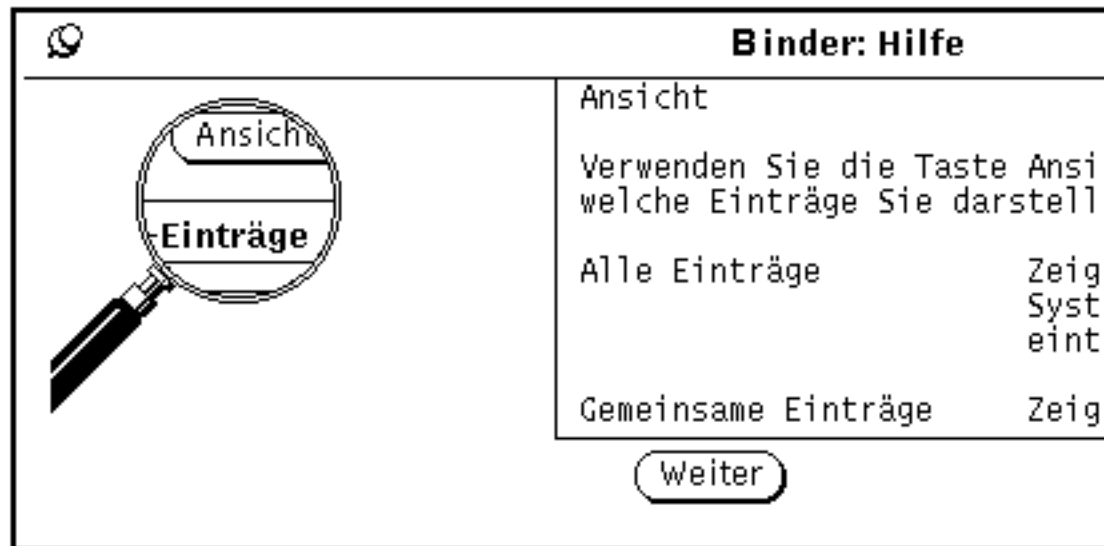 Binder: Hilfe
Ansicht
Einträge
Ansicht
Verwenden Sie die Taste Ansi
welche Einträge Sie darstell
Alle Einträge Zeig
Syst
eint
Gemeinsame Einträge Zeig
Weiter